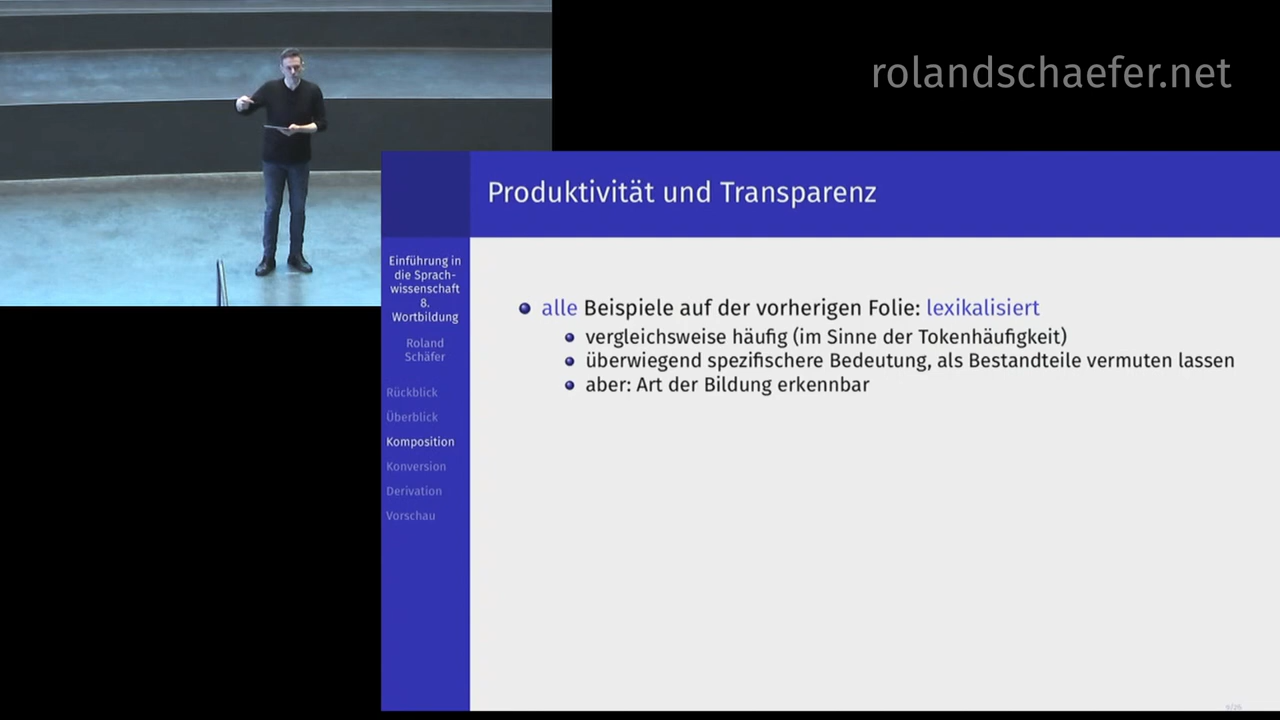 rolandschaefer.net
Produktivität und Transparenz
Einführung in
die Sprach-
wissenschaft
8.
Wortbildung
Roland
Schäfer
Rückblick
Überblick
Komposition
Konversion
Derivation
Vorschau
alle Beispiele auf der vorherigen Folie: lexikalisiert
vergleichsweise häufig (im Sinne der Tokenhäufigkeit)
überwiegend spezifischere Bedeutung, als Bestandteile vermuten lassen
aber: Art der Bildung erkennbar